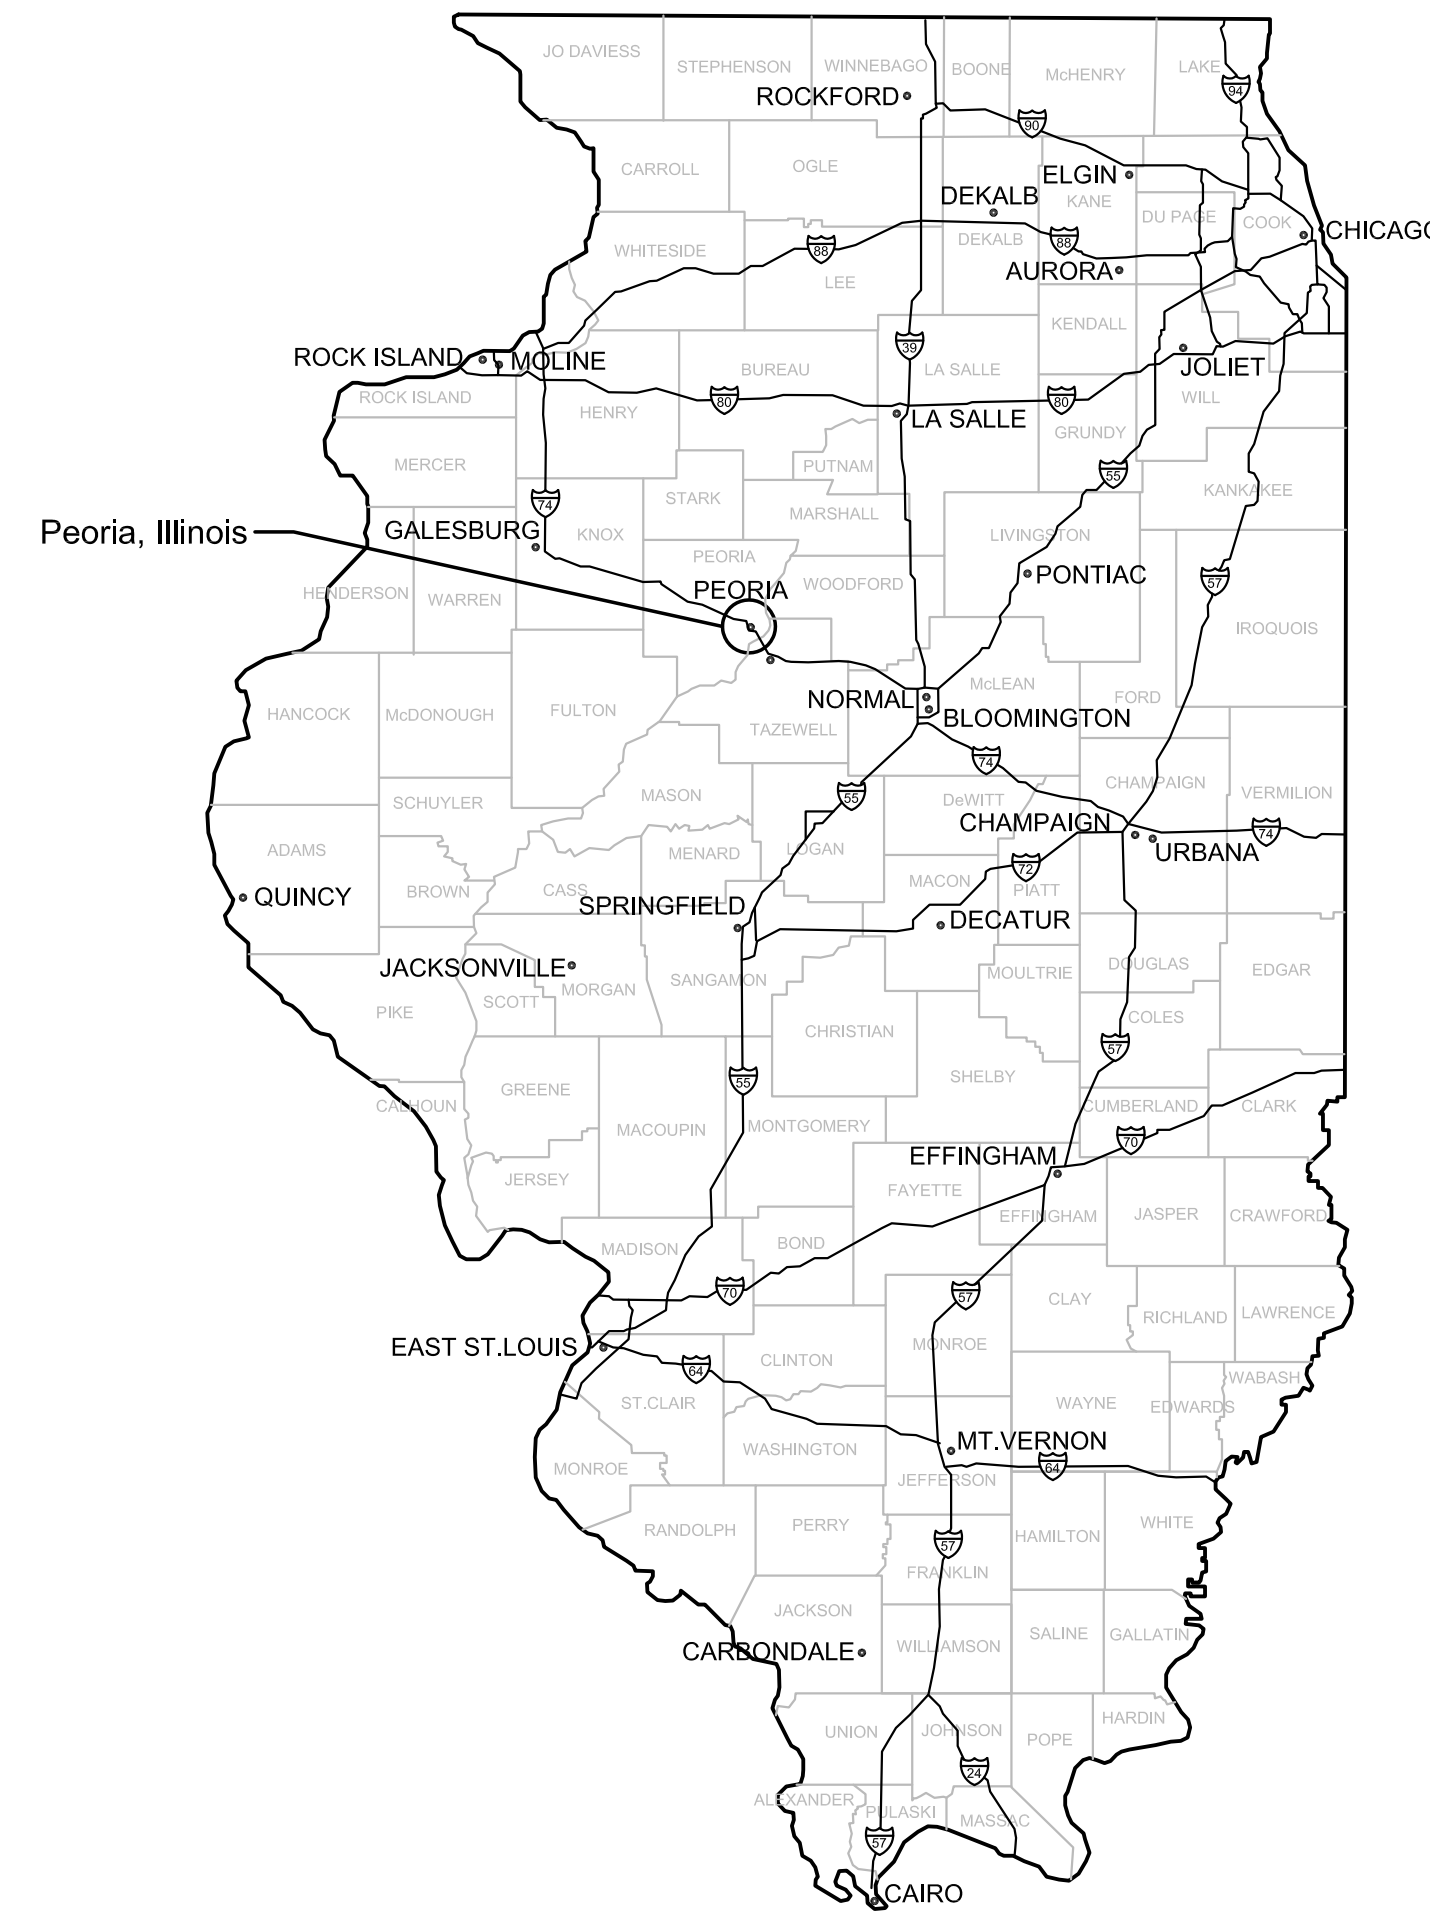 JO DAVIESS
STEPHENSON
WINNEBAGO
BOONE
McHENRY
LAKE
94
ROCKFORD
90
CARROLL
OGLE
ELGIN
DEKALB
KANE
DU PAGE
COOK
CHICAGO
WHITESIDE
88
DEKALB
88
AURORA
LEE
KENDALL
39
ROCK ISLAND
MOLINE
BUREAU
LA SALLE
JOLIET
ROCK ISLAND
80
80
WILL
HENRY
LA SALLE
GRUNDY
MERCER
PUTNAM
55
STARK
KANKAKEE
74
MARSHALL
Peoria, Illinois
GALESBURG
KNOX
LIVINGSTON
PEORIA
PONTIAC
57
HENDERSON
WARREN
PEORIA
WOODFORD
IROQUOIS
HANCOCK
McDONOUGH
FULTON
NORMAL
McLEAN
FORD
BLOOMINGTON
TAZEWELL
74
SCHUYLER
MASON
55
DeWITT
CHAMPAIGN
VERMILION
CHAMPAIGN
74
URBANA
ADAMS
MENARD
LOGAN
72
QUINCY
BROWN
CASS
MACON
PIATT
SPRINGFIELD
DECATUR
JACKSONVILLE
SANGAMON
MOULTRIE
DOUGLAS
EDGAR
SCOTT
MORGAN
PIKE
CHRISTIAN
COLES
57
GREENE
55
SHELBY
CALHOUN
CUMBERLAND
CLARK
MACOUPIN
MONTGOMERY
70
EFFINGHAM
JERSEY
FAYETTE
EFFINGHAM
JASPER
CRAWFORD
MADISON
BOND
70
57
CLAY
RICHLAND
LAWRENCE
EAST ST.LOUIS
MONROE
64
CLINTON
WABASH
ST.CLAIR
WAYNE
EDWARDS
MT.VERNON
WASHINGTON
MONROE
64
JEFFERSON
RANDOLPH
PERRY
HAMILTON
WHITE
57
FRANKLIN
JACKSON
CARBONDALE
WILLIAMSON
SALINE
GALLATIN
UNION
JOHNSON
POPE
HARDIN
24
ALEXANDER
PULASKI
MASSAC
57
CAIRO